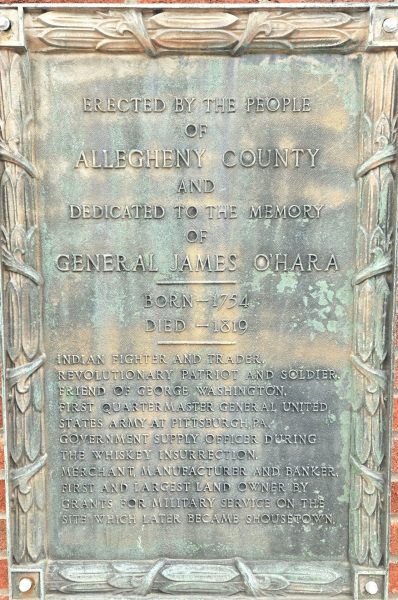 ERECTED BY THE PEOPLE
OF
ALLEGHENY COUNTY
AND
DEDICATED TO THE MEMORY
OF
GENERAL JAMES O'HARA
BORN—1754
DIED—1819
INDIAN FIGHTER AND TRADER.
REVOLUTIONARY PATRIOT AND SOLDIER.
FRIEND OF GEORGE WASHINGTON.
FIRST QUARTERMASTER GENERAL UNITED
STATES ARMY AT PITTSBURGH, PA.
GOVERNMENT SUPPLY OFFICER DURING
THE WHISKEY INSURRECTION.
MERCHANT, MANUFACTURER AND BANKER.
FIRST AND LARGEST LAND OWNER BY
GRANTS FOR MILITARY SERVICE ON THE
SITE WHICH LATER BECAME SHOUSETOWN.